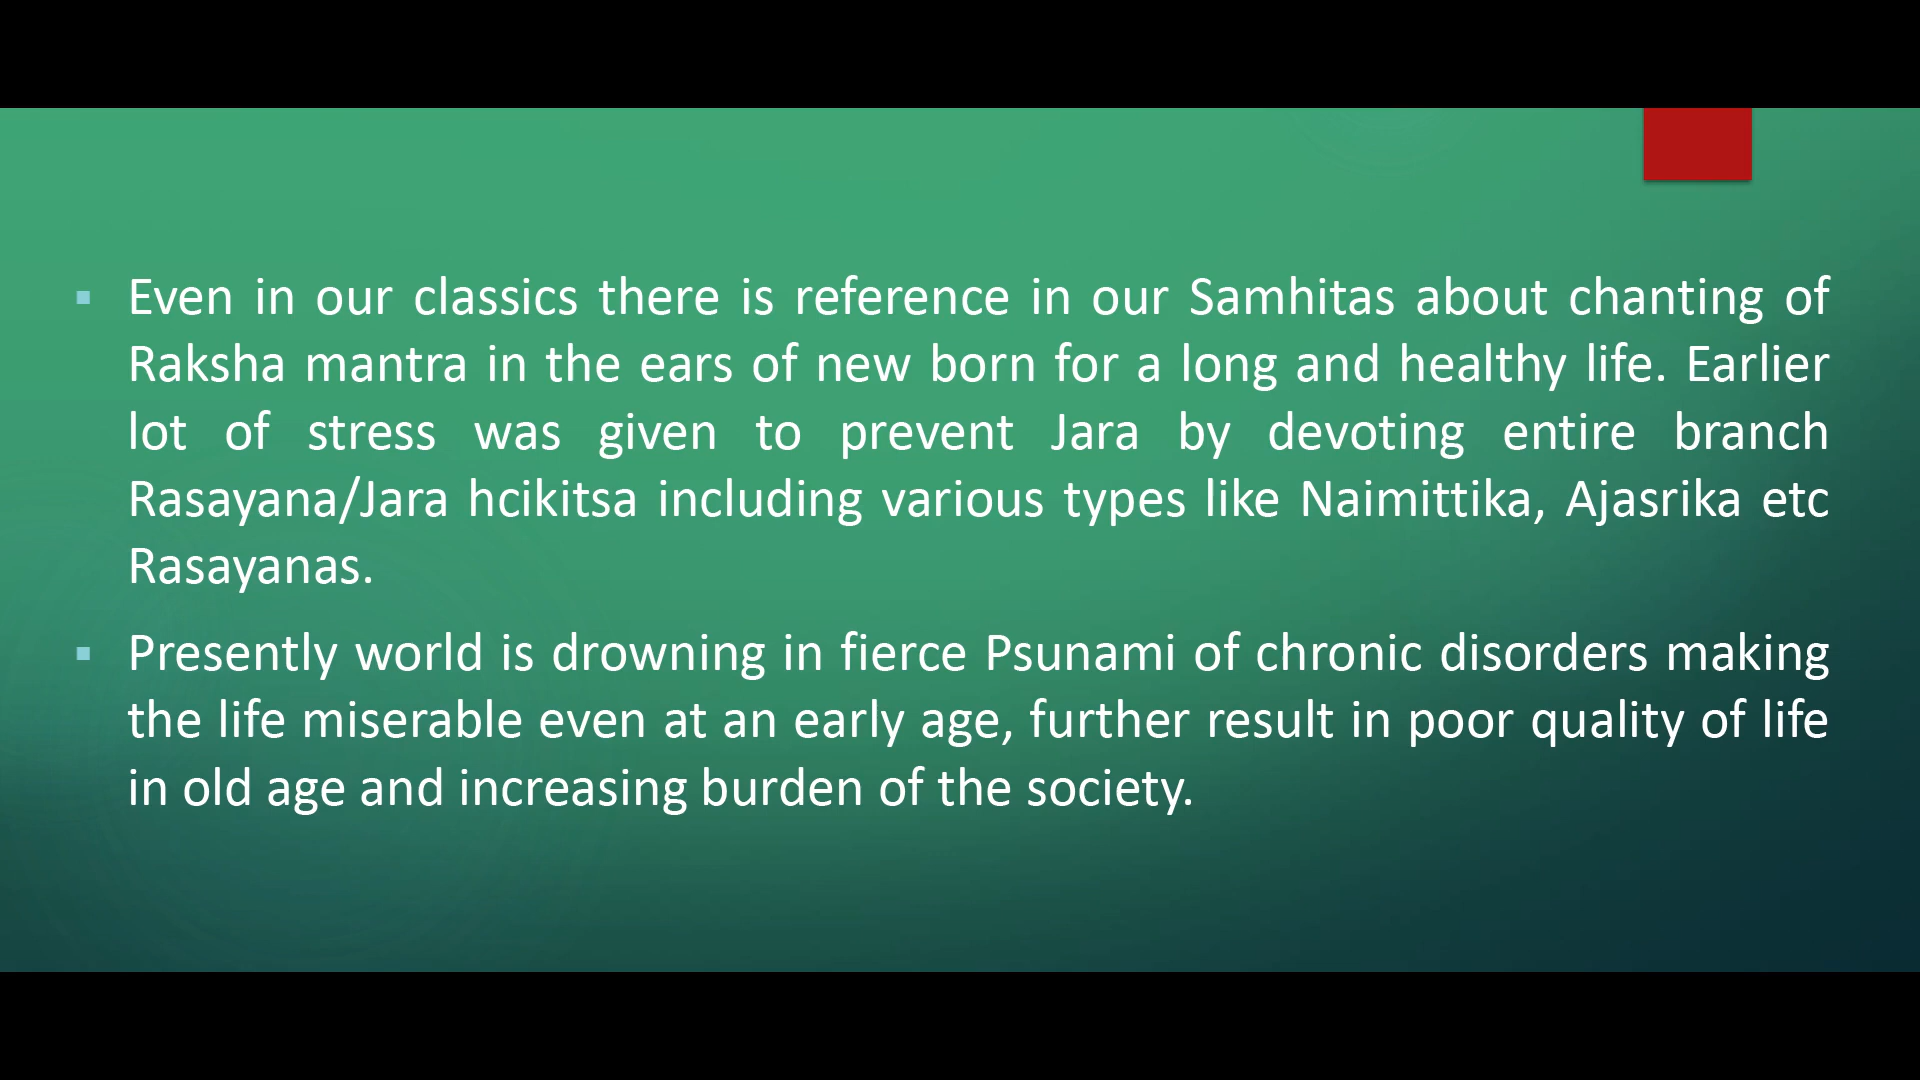 Even in our classics there is reference in our Samhitas about chanting of
Raksha mantra in the ears of new born for a long and healthy life. Earlier
lot of stress was given to prevent Jara by devoting entire branch
Rasayana/Jara hcikitsa including various types like Naimittika, Ajasrika etc
Rasayanas.
Presently world is drowning in fierce Psunami of chronic disorders making
the life miserable even at an early age, further result in poor quality of life
in old age and increasing burden of the society.